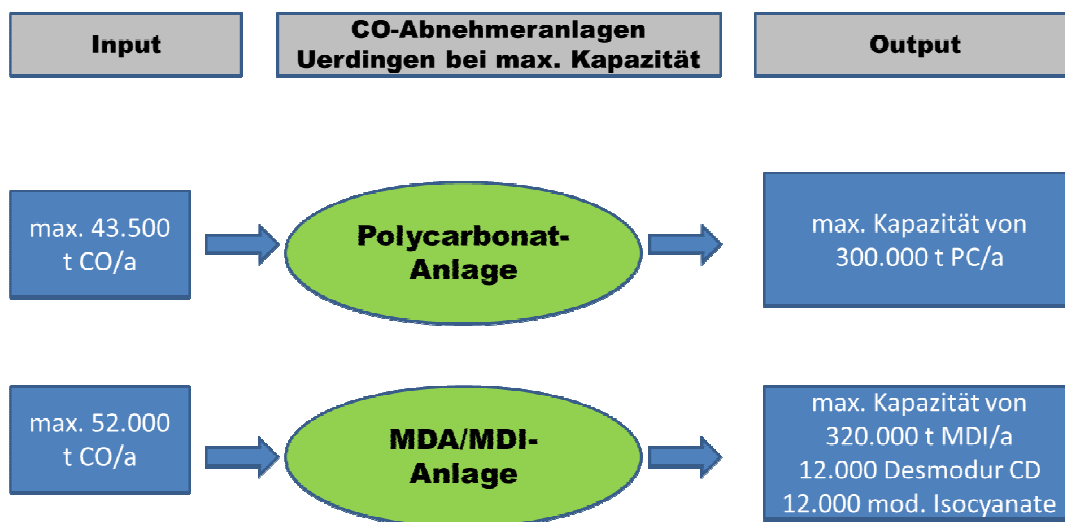 Input
CO-Abnehmeranlagen
Uerdingen bei max. Kapazität
Output
max. 43.500
t CO/a
Polycarbonat-
Anlage
max. Kapazität von
300.000 t PC/a
max. 52.000
t CO/a
MDA/MDI-
Anlage
max. Kapazität von
320.000 t MDI/a
12.000 Desmodur CD
12.000 mod. Isocyanate